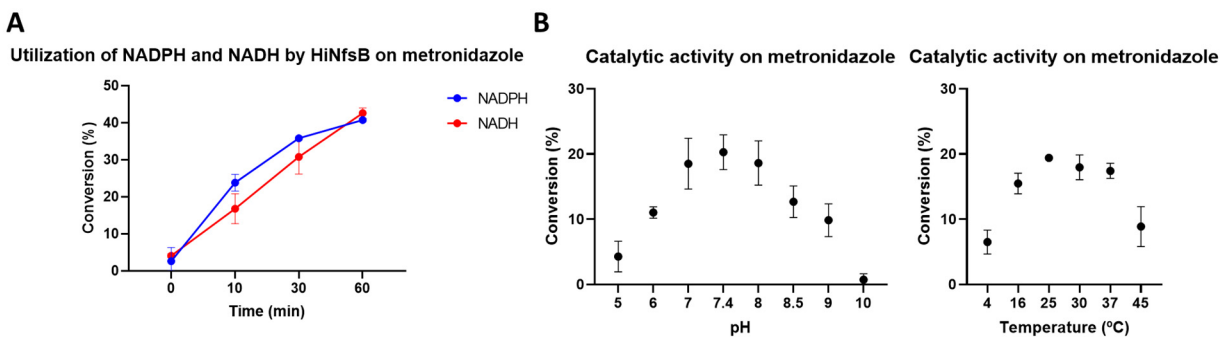 A
Utilization of NADPH and NADH by HiNfsB on metronidazole
50
40
30
20
10
0
Conversion (%)
0 10 30 60
Time (min)
NADPH
NADH
B
Catalytic activity on metronidazole
30
20
10
0
Conversion (%)
5 6 7 7.4 8 8.5 9 10
pH
Catalytic activity on metronidazole
30
20
10
0
Conversion (%)
4 16 25 30 37 45
Temperature (ºC)